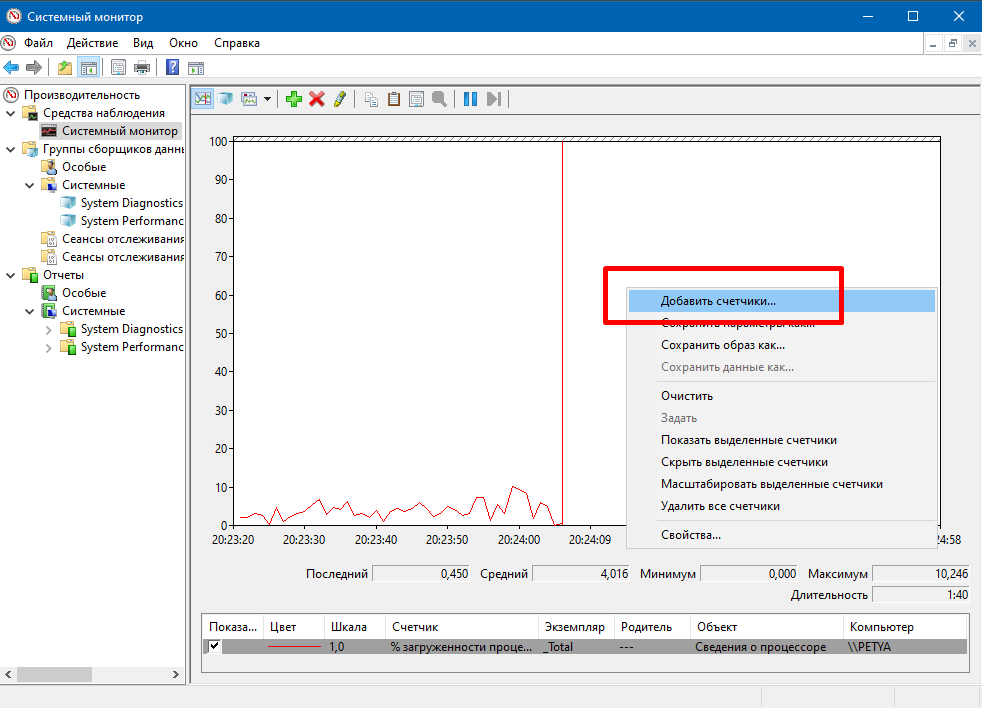 Системный монитор
Файл Действие Вид Окно Справка
Производительность
Средства наблюдения
Системный монитор
Группы сборщиков даннь
Особые
Системные
System Diagnostics
System Performanc
Сеансы отслеживания
Сеансы отслеживания
Отчеты
Особые
Системные
System Diagnostics
System Performanc
100
90
80
70
60
50
40
30
20
10
0
20:23:20 20:23:30 20:23:40 20:23:50 20:24:00 20:24:09 24:58
Добавить счетчики...
Сохранить параметры как...
Сохранить образ как...
Сохранить данные как...
Очистить
Задать
Показать выделенные счетчики
Скрыть выделенные счетчики
Масштабировать выделенные счетчики
Удалить все счетчики
Свойства...
Последний 0,450 Средний 4,016 Минимум 0,000 Максимум 10,246
Длительность 1:40
Показа... Цвет Шкала Счетчик Экземпляр Родитель Объект Компьютер
1,0 % загруженности проце... _Total --- Сведения о процессоре \\PETYA